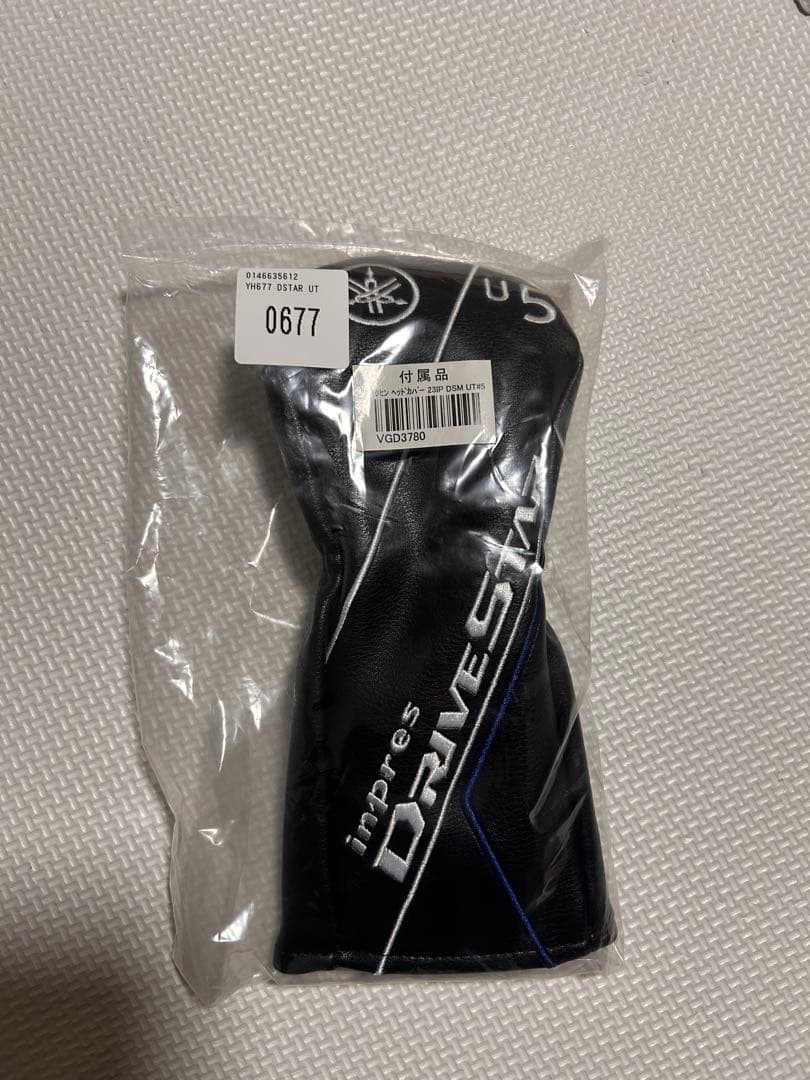 0146635612
YH677 DSTAR UT
0677
U5
付属品
ヘッドカバー 23IP DSM UT#5
VGD3780
inpres